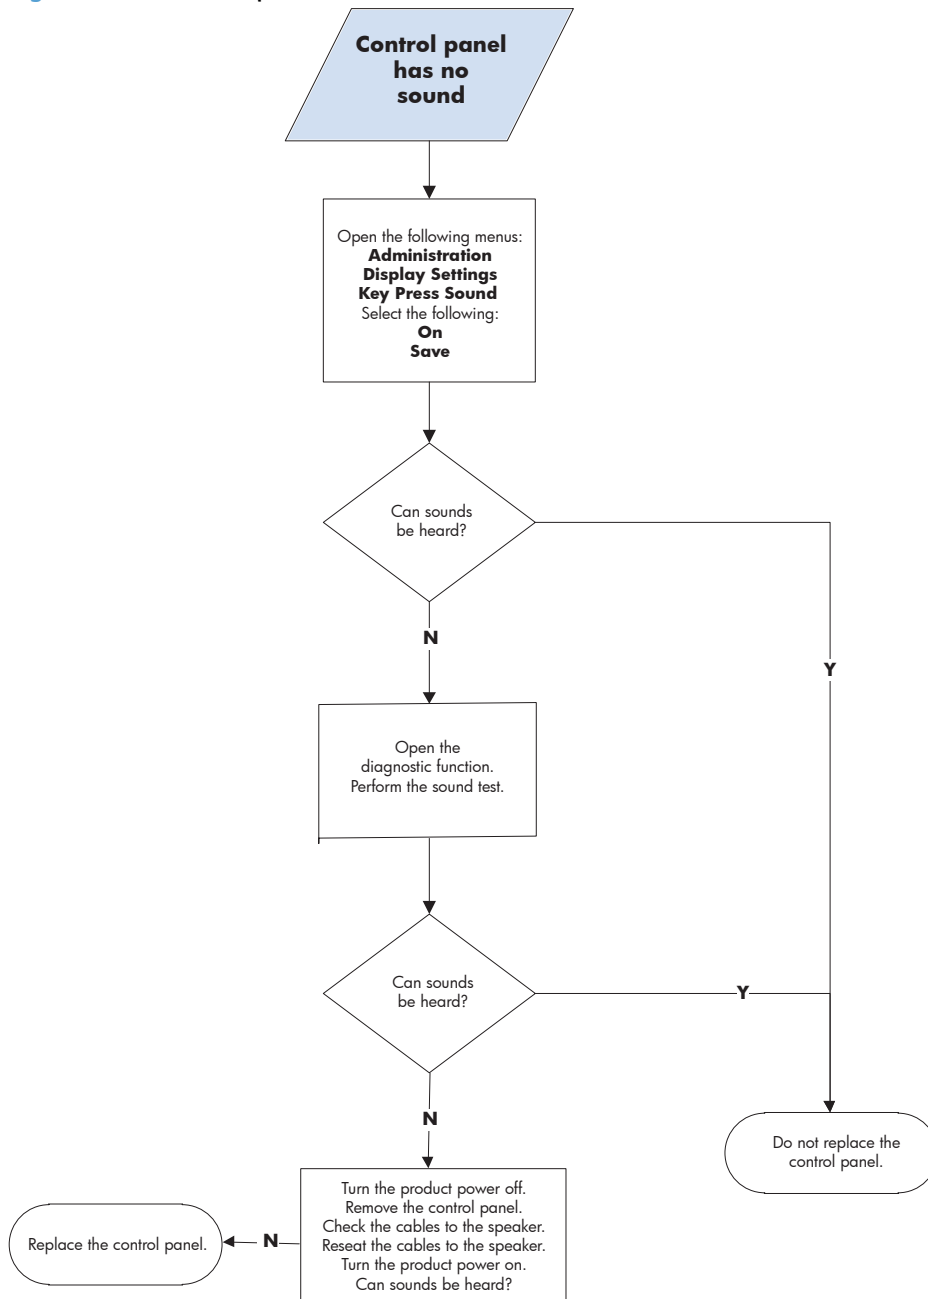 Control panel
has no
sound
Open the following menus:
Administration
Display Settings
Key Press Sound
Select the following:
On
Save
Can sounds
be heard?
N
Y
Open the
diagnostic function.
Perform the sound test.
Can sounds
be heard?
Y
N
Do not replace the
control panel.
Turn the product power off.
Remove the control panel.
Check the cables to the speaker.
Reseat the cables to the speaker.
Turn the product power on.
Can sounds be heard?
N
Replace the control panel.